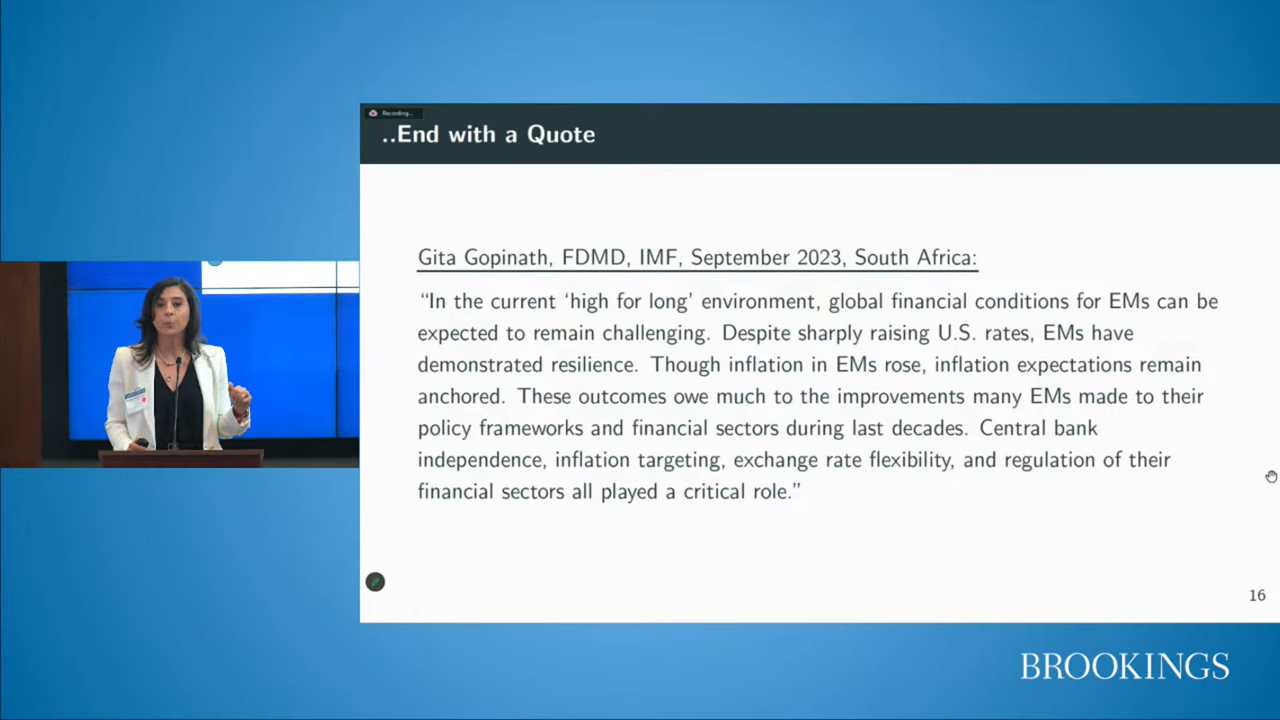 Recording...
..End with a Quote
Gita Gopinath, FDMD, IMF, September 2023, South Africa:
“In the current ‘high for long’ environment, global financial conditions for EMs can be
expected to remain challenging. Despite sharply raising U.S. rates, EMs have
demonstrated resilience. Though inflation in EMs rose, inflation expectations remain
anchored. These outcomes owe much to the improvements many EMs made to their
policy frameworks and financial sectors during last decades. Central bank
independence, inflation targeting, exchange rate flexibility, and regulation of their
financial sectors all played a critical role.”
16
BROOKINGS